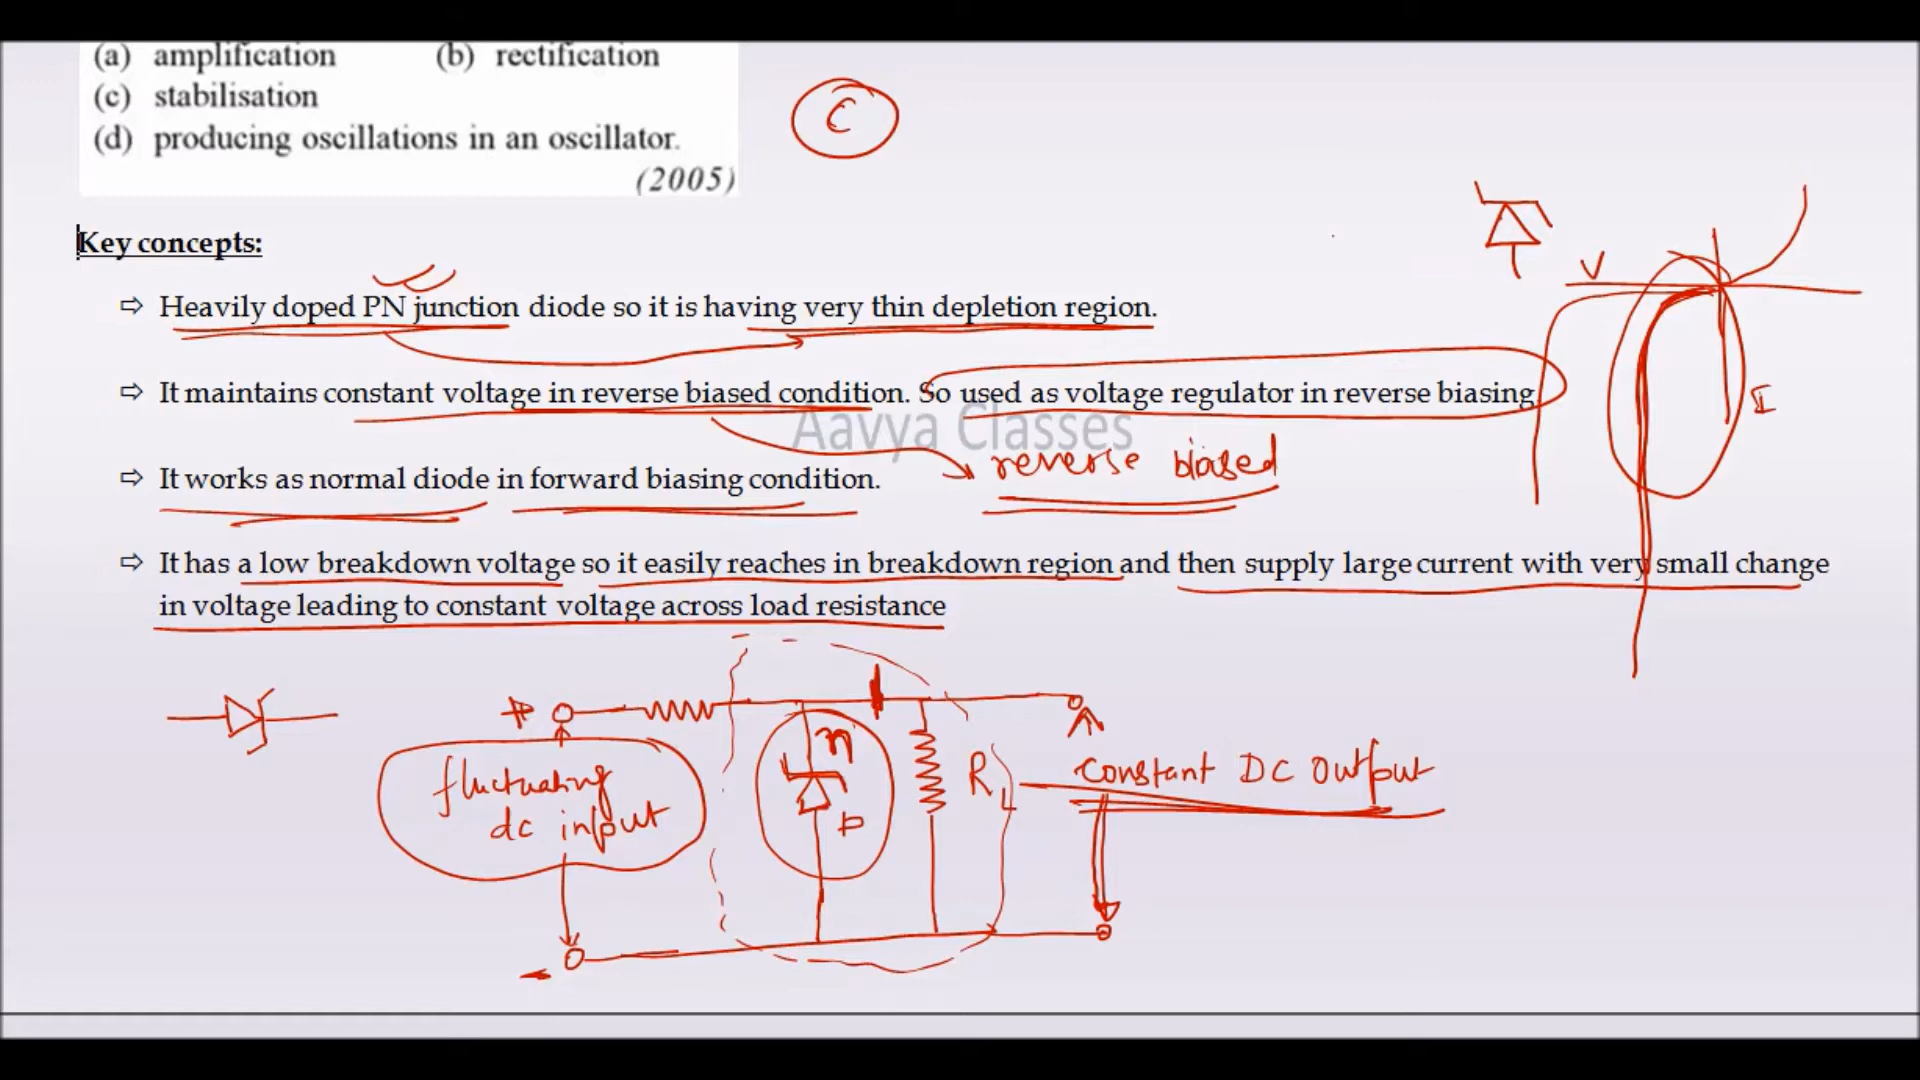 (a) amplification (b) rectification
(c) stabilisation
(d) producing oscillations in an oscillator.
(2005)
C
Key concepts:
⇨ Heavily doped PN junction diode so it is having very thin depletion region.
V
⇨ It maintains constant voltage in reverse biased condition. So used as voltage regulator in reverse biasing
I
Aavya Classes
reverse biased
⇨ It works as normal diode in forward biasing condition.
⇨ It has a low breakdown voltage so it easily reaches in breakdown region and then supply large current with very small change
in voltage leading to constant voltage across load resistance
+
n
fluctuating
dc input
p
RL
constant DC output
-